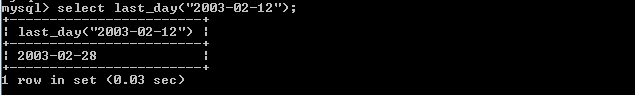 mysql> select last_day("2003-02-12");
+------------------------+
¦ last_day("2003-02-12") ¦
+------------------------+
¦ 2003-02-28             ¦
+------------------------+
1 row in set (0.03 sec)